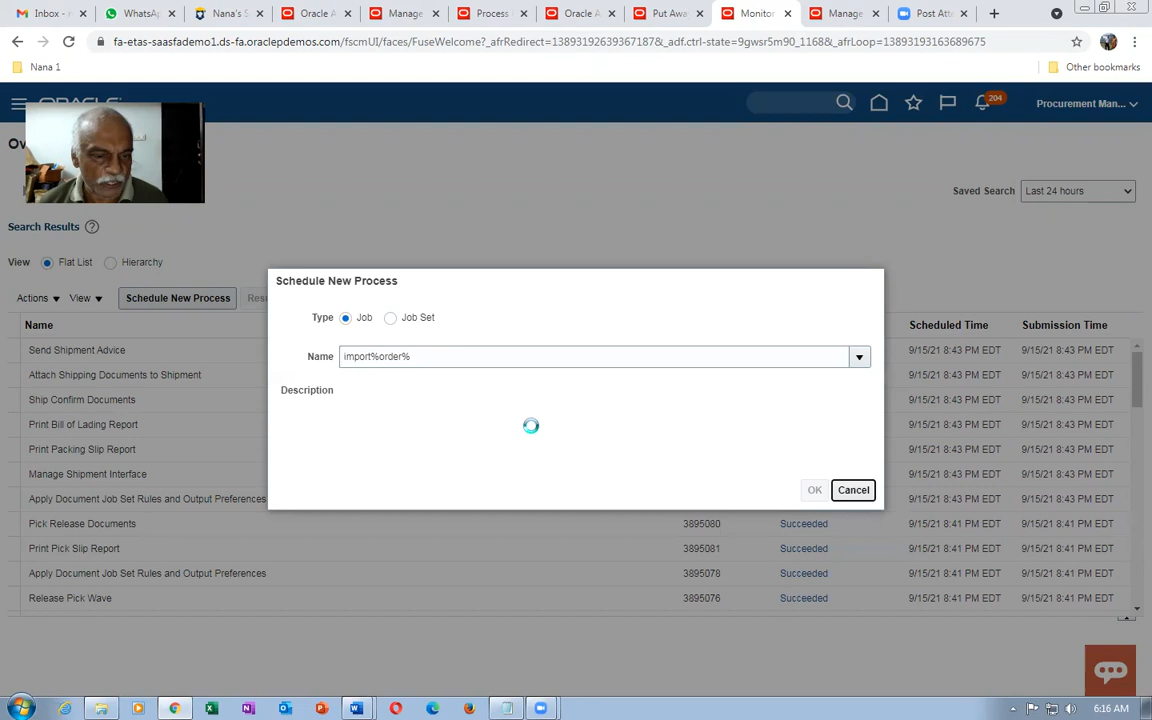 Inbox - n
WhatsA
Nana's S
Oracle A
Manage
Process
Oracle A
Put Awa
Monitor
Manage
Post Att
fa-etas-saasfademo1.ds-fa.oraclepdemos.com/fscmUI/faces/FuseWelcome?_afrRedirect=13893192639367187&_adf.ctrl-state=9gwsr5m90_1168&_afrLoop=13893193163689675
Nana 1
Other bookmarks
ORACLE
204
Procurement Man...
Ov
Saved Search
Last 24 hours
Search Results
View
Flat List
Hierarchy
Actions
View
Schedule New Process
Res
Name
Scheduled Time
Submission Time
Send Shipment Advice
9/15/21 8:43 PM EDT
9/15/21 8:43 PM EDT
Attach Shipping Documents to Shipment
9/15/21 8:43 PM EDT
9/15/21 8:43 PM EDT
Ship Confirm Documents
9/15/21 8:43 PM EDT
9/15/21 8:43 PM EDT
Print Bill of Lading Report
9/15/21 8:43 PM EDT
9/15/21 8:43 PM EDT
Print Packing Slip Report
9/15/21 8:43 PM EDT
9/15/21 8:43 PM EDT
Manage Shipment Interface
9/15/21 8:43 PM EDT
9/15/21 8:43 PM EDT
Apply Document Job Set Rules and Output Preferences
9/15/21 8:43 PM EDT
9/15/21 8:43 PM EDT
Pick Release Documents
3895080
Succeeded
9/15/21 8:41 PM EDT
9/15/21 8:41 PM EDT
Print Pick Slip Report
3895081
Succeeded
9/15/21 8:41 PM EDT
9/15/21 8:41 PM EDT
Apply Document Job Set Rules and Output Preferences
3895078
Succeeded
9/15/21 8:41 PM EDT
9/15/21 8:41 PM EDT
Release Pick Wave
3895076
Succeeded
9/15/21 8:41 PM EDT
9/15/21 8:41 PM EDT
Schedule New Process
Type
Job
Job Set
Name
import%order%
Description
OK
Cancel
6:16 AM